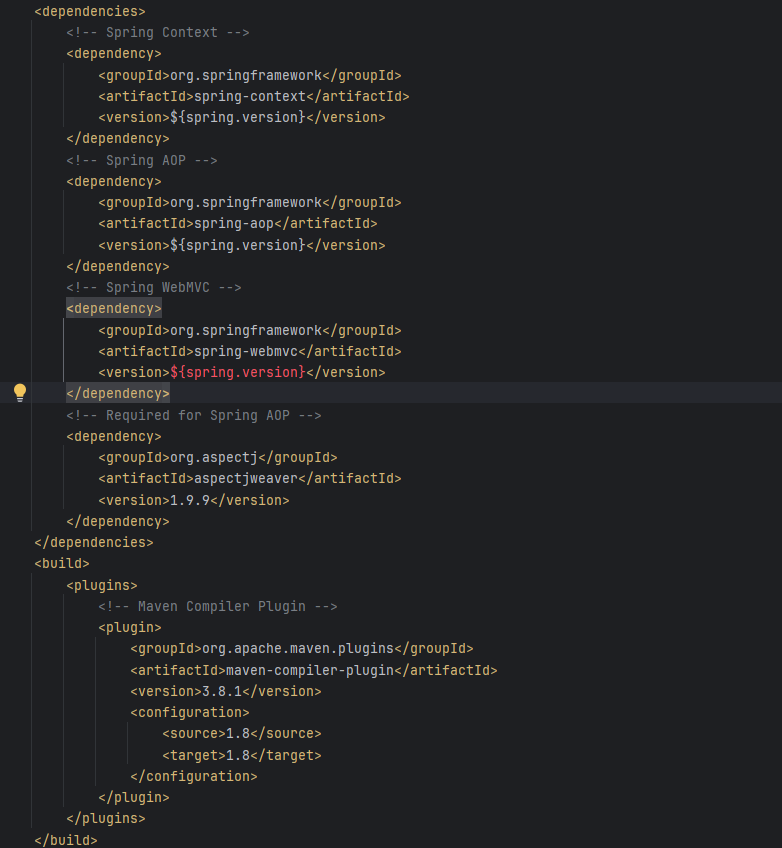 <dependencies>
    <!-- Spring Context -->
    <dependency>
        <groupId>org.springframework</groupId>
        <artifactId>spring-context</artifactId>
        <version>${spring.version}</version>
    </dependency>
    <!-- Spring AOP -->
    <dependency>
        <groupId>org.springframework</groupId>
        <artifactId>spring-aop</artifactId>
        <version>${spring.version}</version>
    </dependency>
    <!-- Spring WebMVC -->
    <dependency>
        <groupId>org.springframework</groupId>
        <artifactId>spring-webmvc</artifactId>
        <version>${spring.version}</version>
    </dependency>
    <!-- Required for Spring AOP -->
    <dependency>
        <groupId>org.aspectj</groupId>
        <artifactId>aspectjweaver</artifactId>
        <version>1.9.9</version>
    </dependency>
</dependencies>
<build>
    <plugins>
        <!-- Maven Compiler Plugin -->
        <plugin>
            <groupId>org.apache.maven.plugins</groupId>
            <artifactId>maven-compiler-plugin</artifactId>
            <version>3.8.1</version>
            <configuration>
                <source>1.8</source>
                <target>1.8</target>
            </configuration>
        </plugin>
    </plugins>
</build>